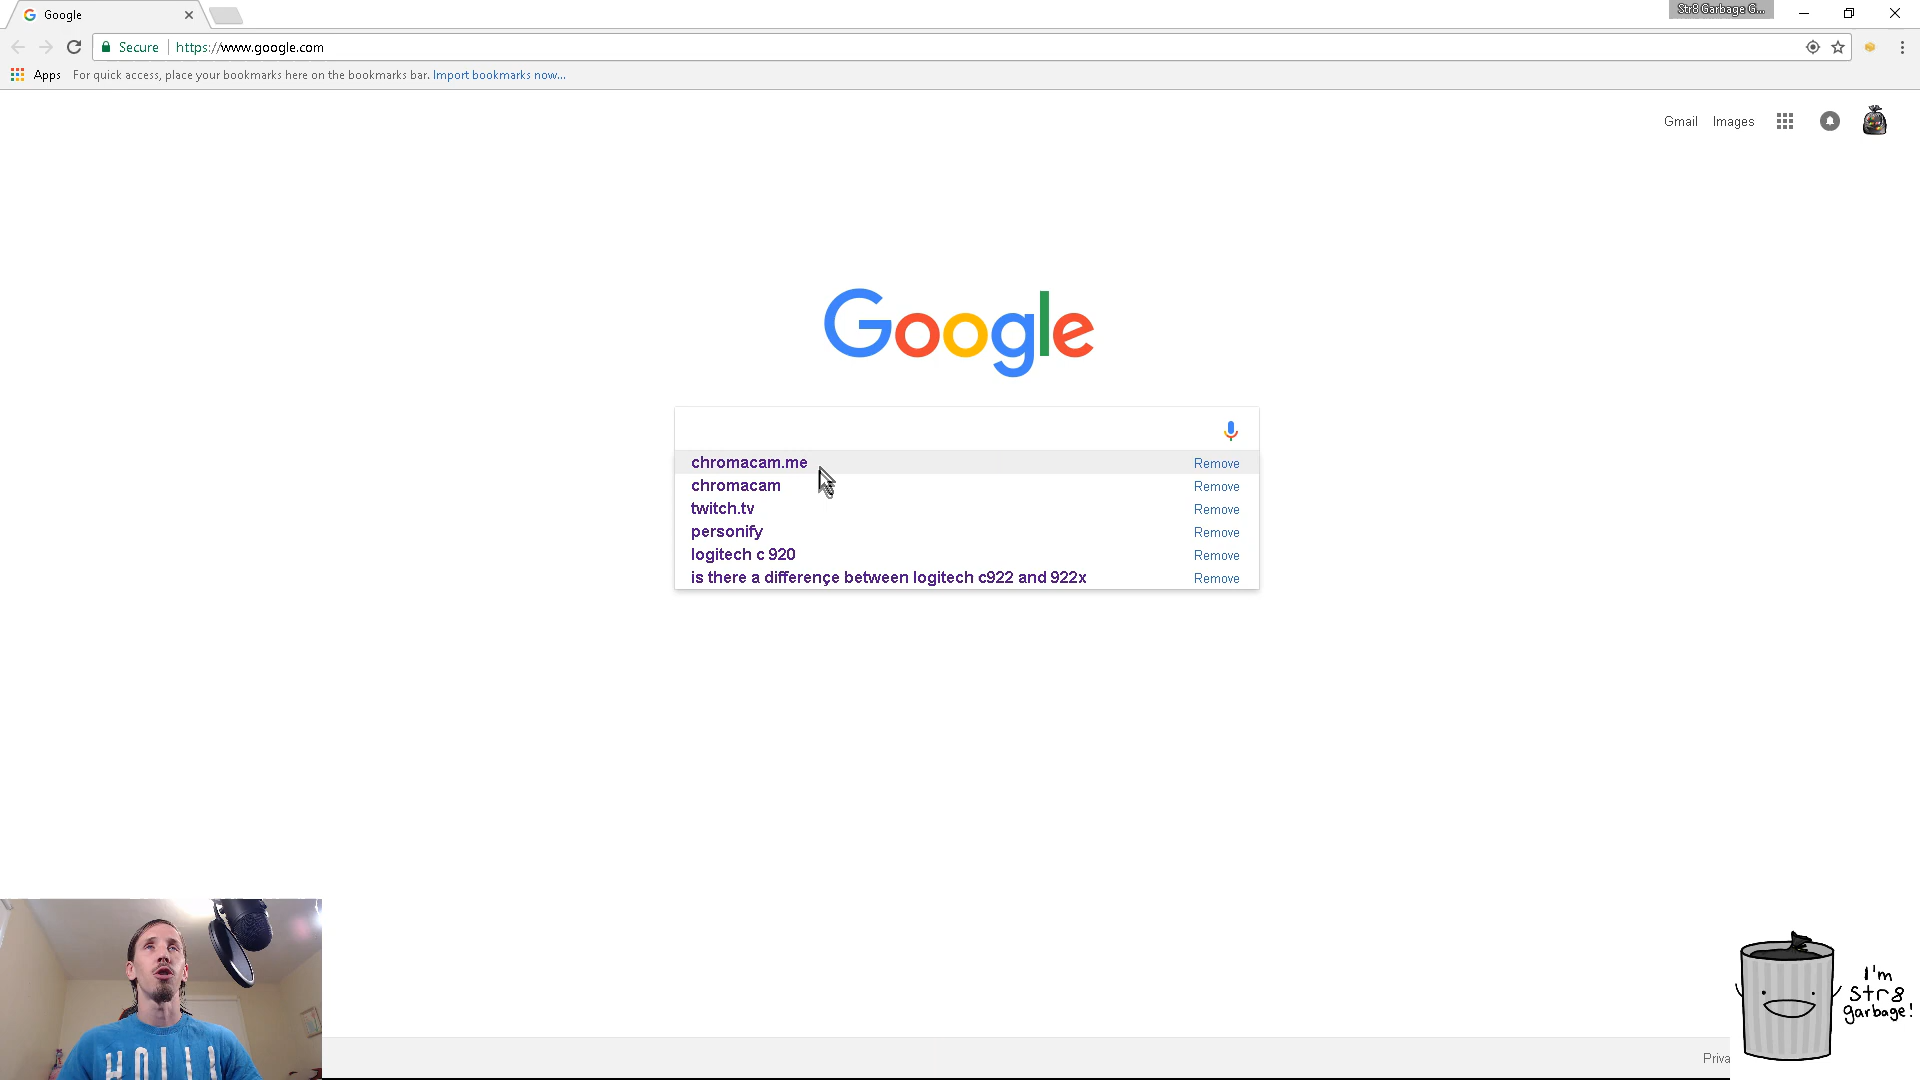 Google
Str8 Garbage G...
Secure https://www.google.com
Apps For quick access, place your bookmarks here on the bookmarks bar. Import bookmarks now...
Gmail Images
Google
chromacam.me Remove
chromacam Remove
twitch.tv Remove
personify Remove
logitech c 920 Remove
is there a difference between logitech c922 and 922x Remove
I'm
str8
garbage!
HOLLI
Priva